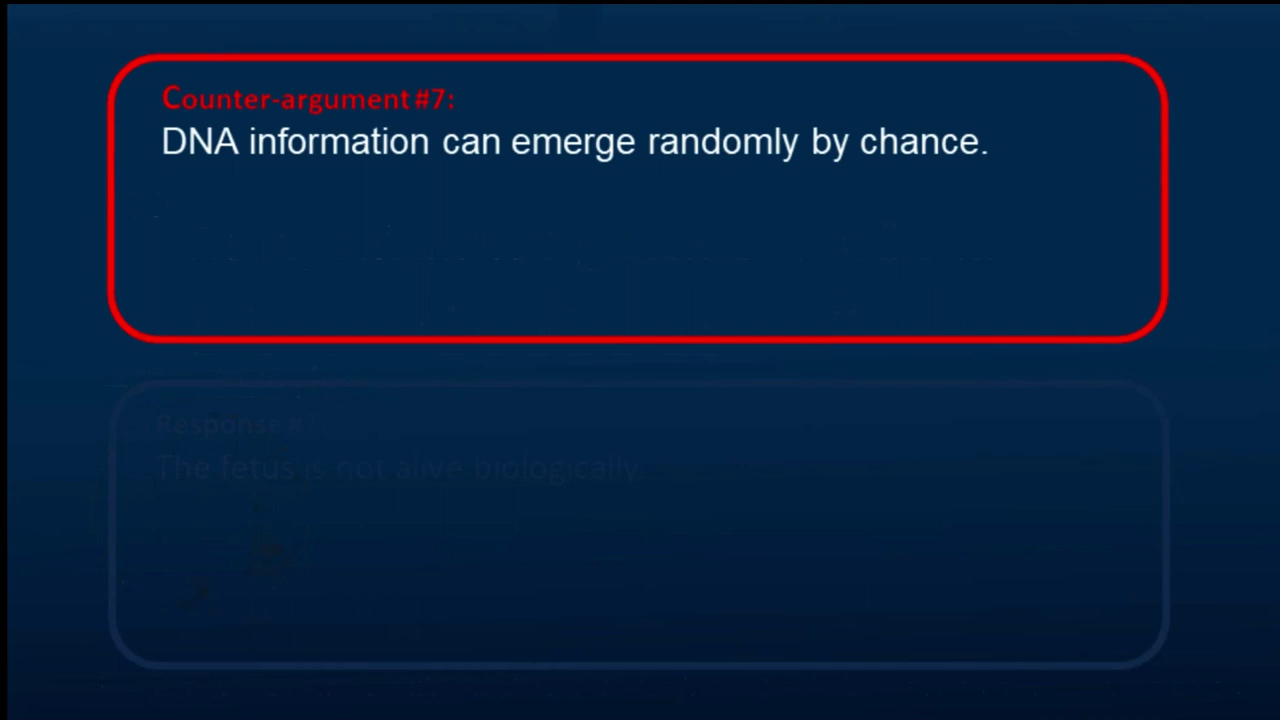 Counter-argument #7:
DNA information can emerge randomly by chance.
Response #
The fetus is not alive biologically